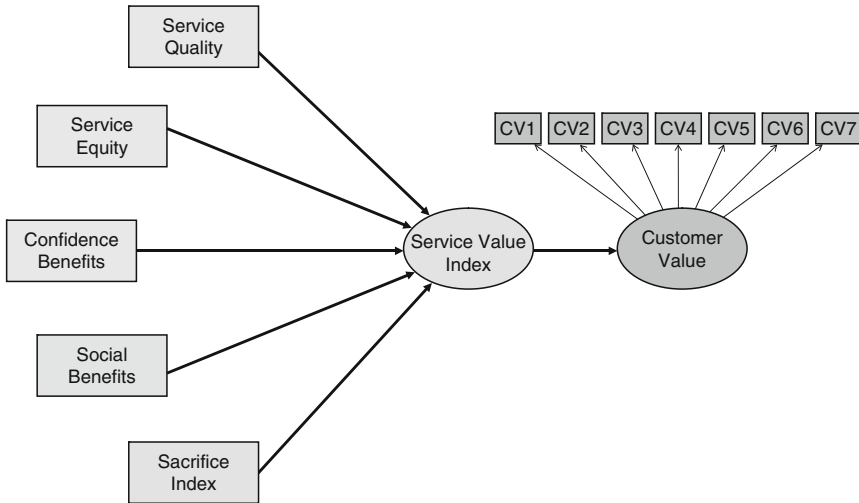 Service
Quality
Service
Equity
CV1 CV2 CV3 CV4 CV5 CV6 CV7
Confidence
Benefits
Service Value
Index
Customer
Value
Social
Benefits
Sacrifice
Index